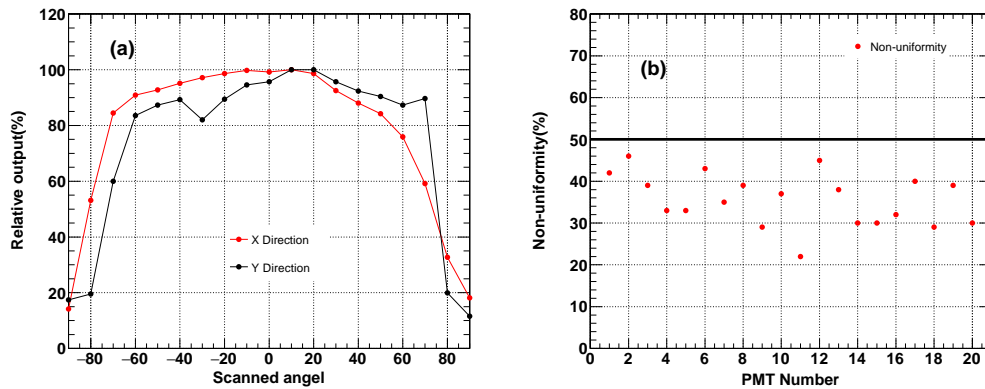 (a)
Relative output(%)
120
100
80
60
40
20
0
X Direction
Y Direction
−80 −60 −40 −20 0 20 40 60 80
Scanned angel
(b)
Non-uniformity(%)
80
70
60
50
40
30
20
10
0
Non-uniformity
0 2 4 6 8 10 12 14 16 18 20
PMT Number